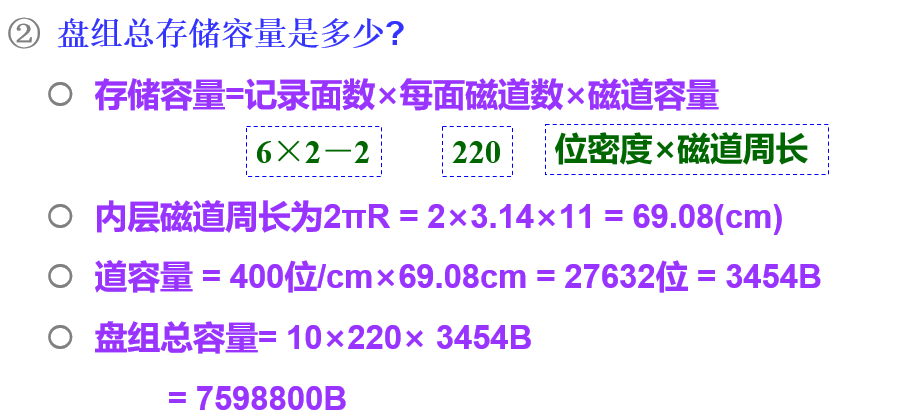 ② 盘组总存储容量是多少?
存储容量=记录面数×每面磁道数×磁道容量
6×2－2 220 位密度×磁道周长
内层磁道周长为2πR = 2×3.14×11 = 69.08(cm)
道容量 = 400位/cm×69.08cm = 27632位 = 3454B
盘组总容量= 10×220× 3454B
= 7598800B